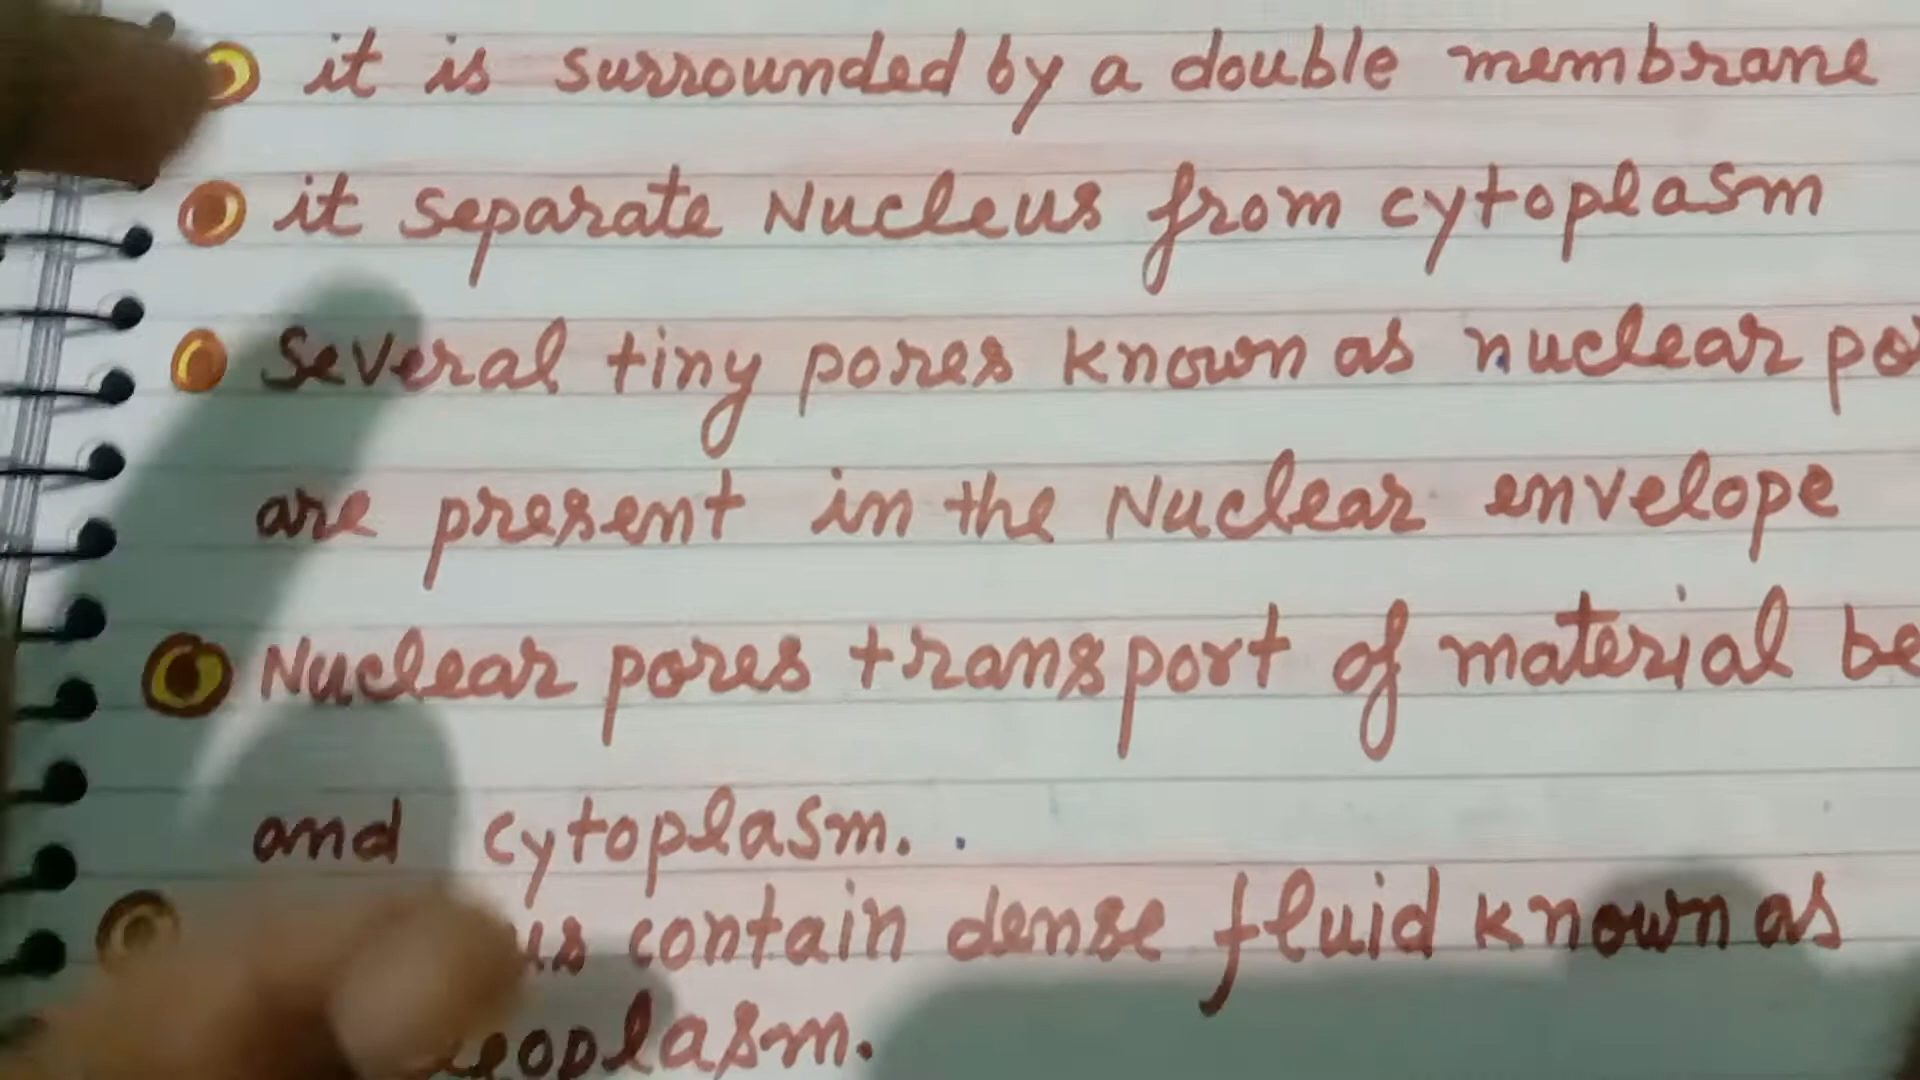 it is surrounded by a double membrane
it separate Nucleus from cytoplasm
Several tiny pores known as nuclear
are present in the Nuclear envelope
Nuclear pores transport of material
and cytoplasm.
contain dense fluid known as